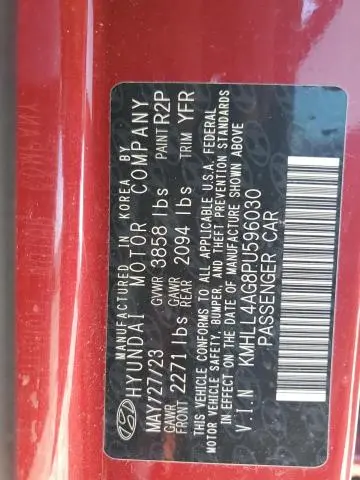 MANUFACTURED IN KOREA BY
HYUNDAI MOTOR COMPANY
MAY/27/23 GVWR 3858 lbs PAINT R2P
GAWR FRONT 2271 lbs GAWR REAR 2094 lbs TRIM YFR
THIS VEHICLE CONFORMS TO ALL APPLICABLE U.S.A. FEDERAL
MOTOR VEHICLE SAFETY, BUMPER, AND THEFT PREVENTION STANDARDS
IN EFFECT ON THE DATE OF MANUFACTURE SHOWN ABOVE
V.I.N KMHLL4AG8PU596030
PASSENGER CAR